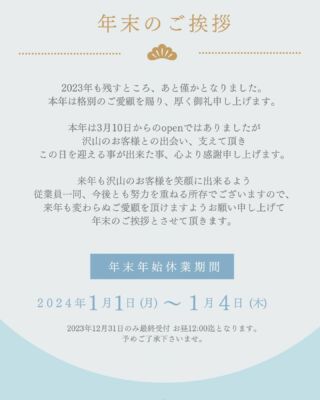 年末のご挨拶
2023年も残すところ、あと僅かとなりました。
本年は格別のご愛顧を賜り、厚く御礼申し上げます。
本年は3月10日からのopenではありましたが
沢山のお客様との出会い、支えて頂き
この日を迎える事が出来た事、心より感謝申し上げます。
来年も沢山のお客様を笑顔に出来るよう
従業員一同、今後とも努力を重ねる所存でございますので、
来年も変わらぬご愛顧を頂けますようお願い申し上げて
年末のご挨拶とさせて頂きます。
年末年始休業期間
2024年1月1日(月)〜1月4日(木)
2023年12月31日のみ最終受付 お昼12:00迄となります。
予めご了承下さいませ。